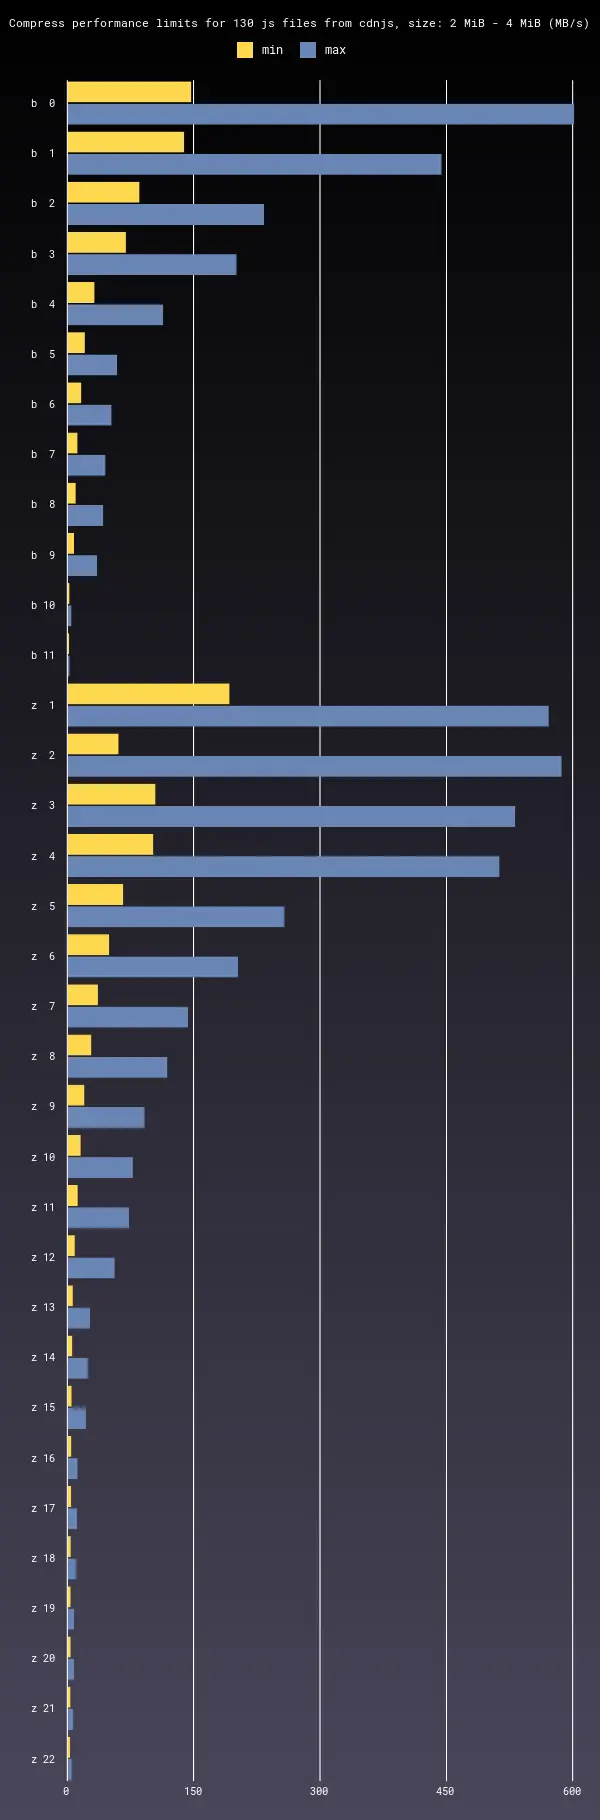 Compress performance limits for 130 js files from cdnjs, size: 2 MiB - 4 MiB (MB/s)
min max
b 0
b 1
b 2
b 3
b 4
b 5
b 6
b 7
b 8
b 9
b 10
b 11
z 1
z 2
z 3
z 4
z 5
z 6
z 7
z 8
z 9
z 10
z 11
z 12
z 13
z 14
z 15
z 16
z 17
z 18
z 19
z 20
z 21
z 22
0 150 300 450 600